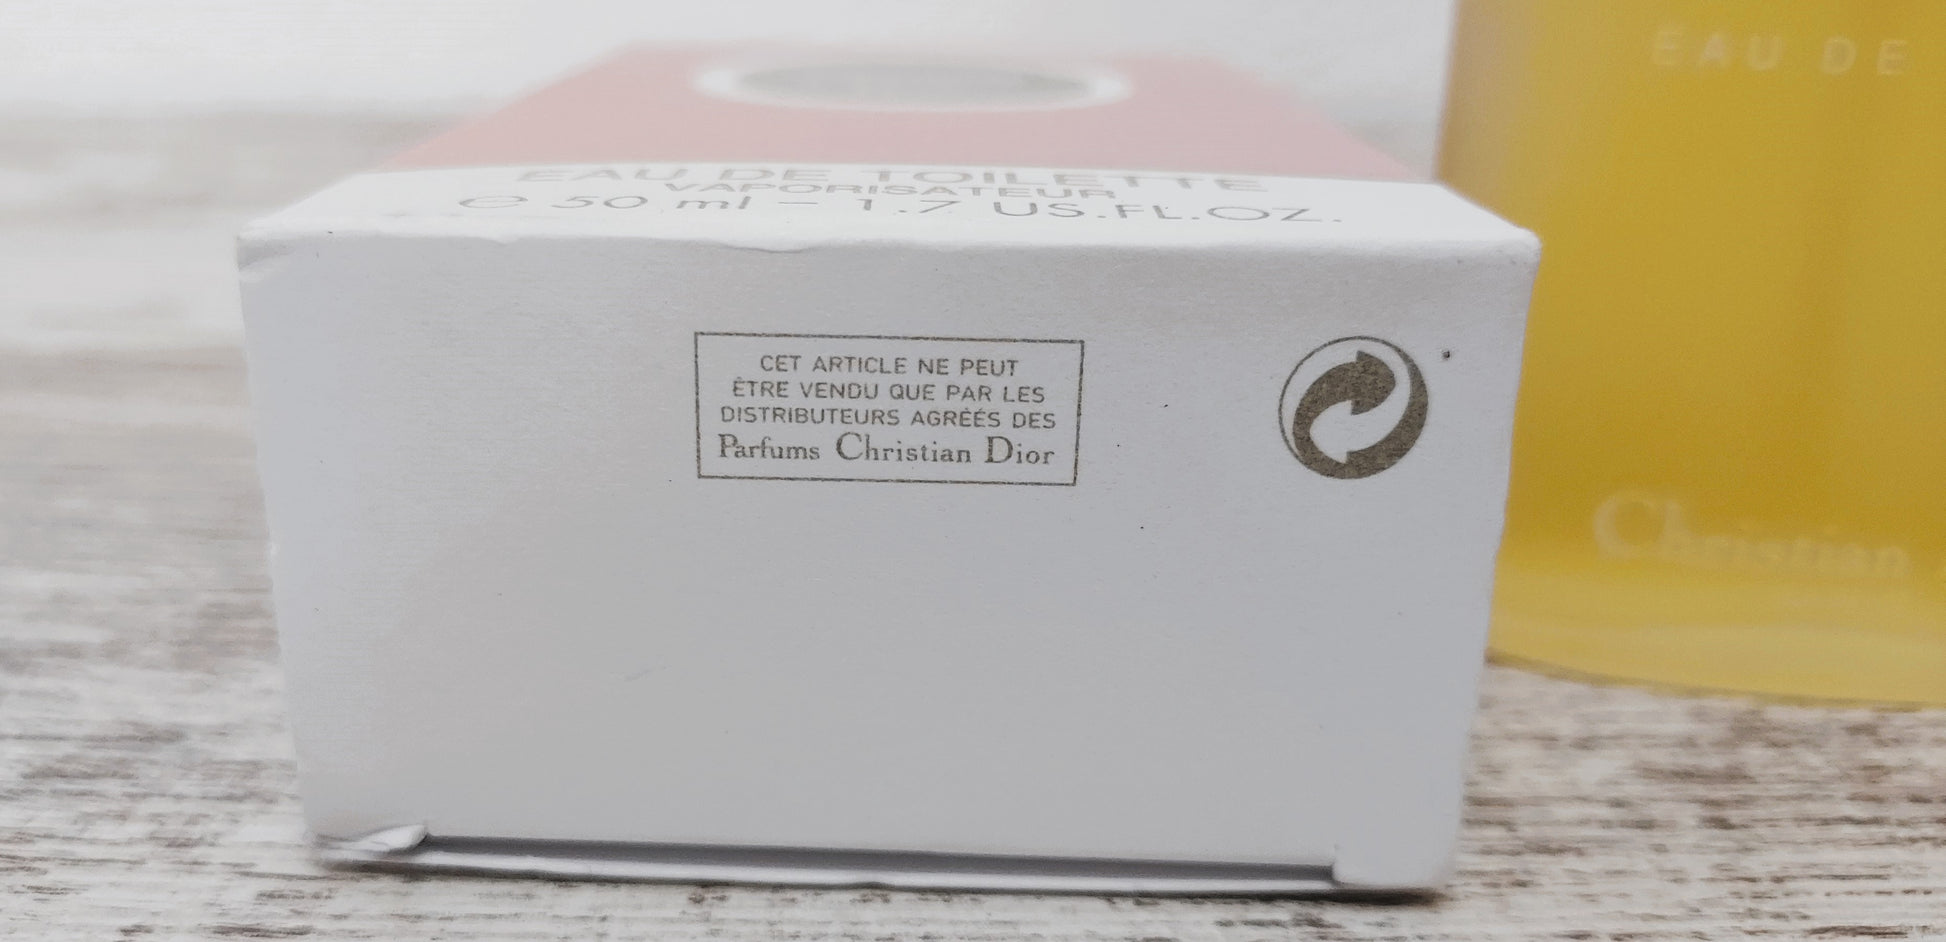 EAU DE TOILETTE
VAPORISATEUR
℮ 50 ml – 1.7 US.FL.OZ.
CET ARTICLE NE PEUT
ÊTRE VENDU QUE PAR LES
DISTRIBUTEURS AGRÉÉS DES
Parfums Christian Dior
EAU DE
Christian